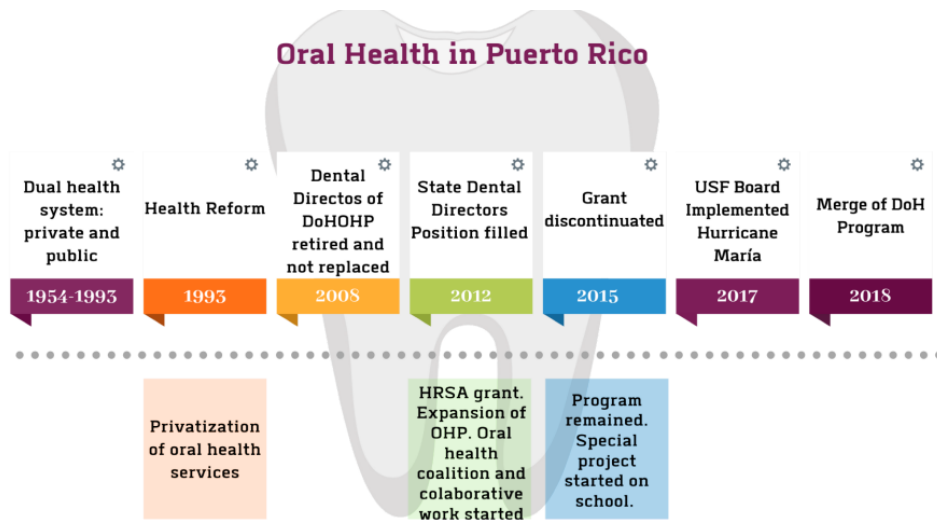 Oral Health in Puerto Rico
Dual health
system:
private and
public
1954-1993
Health Reform
1993
Dental
Directos of
DoHOHP
retired and
not replaced
2008
State Dental
Directors
Position filled
2012
Grant
discontinuated
2015
USF Board
Implemented
Hurricane
María
2017
Merge of DoH
Program
2018
Privatization
of oral health
services
HRSA grant.
Expansion of
OHP. Oral
health
coalition and
colaborative
work started
Program
remained.
Special
project
started on
school.